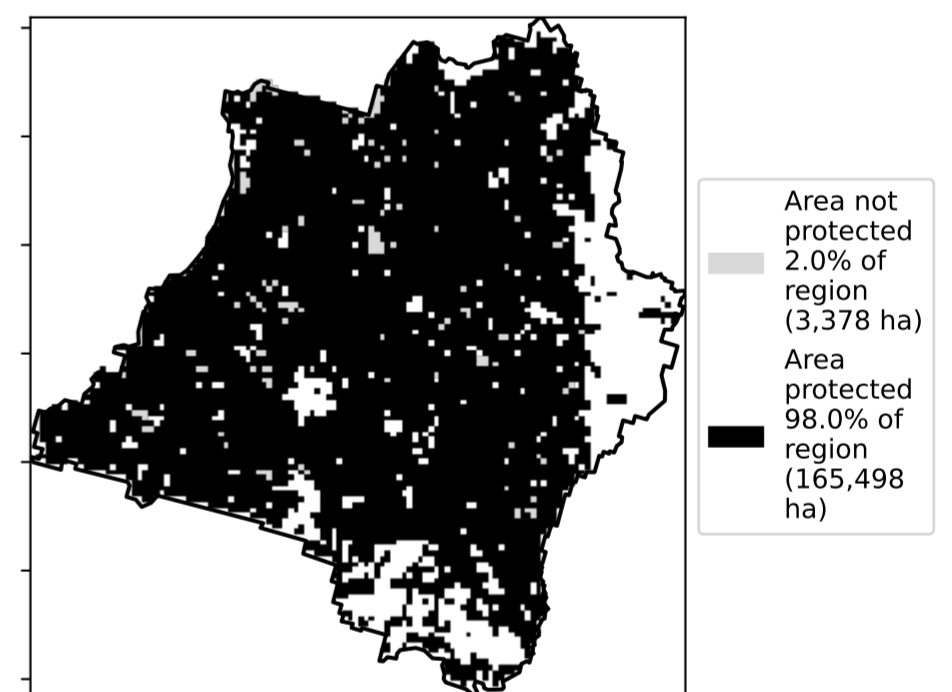 Area not
protected
2.0% of
region
(3,378 ha)
Area
protected
98.0% of
region
(165,498
ha)